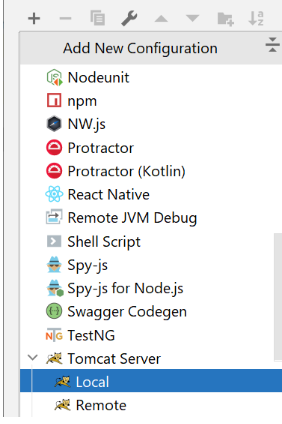 Add New Configuration
Nodeunit
npm
NW.js
Protractor
Protractor (Kotlin)
React Native
Remote JVM Debug
Shell Script
Spy-js
Spy-js for Node.js
Swagger Codegen
TestNG
Tomcat Server
Local
Remote